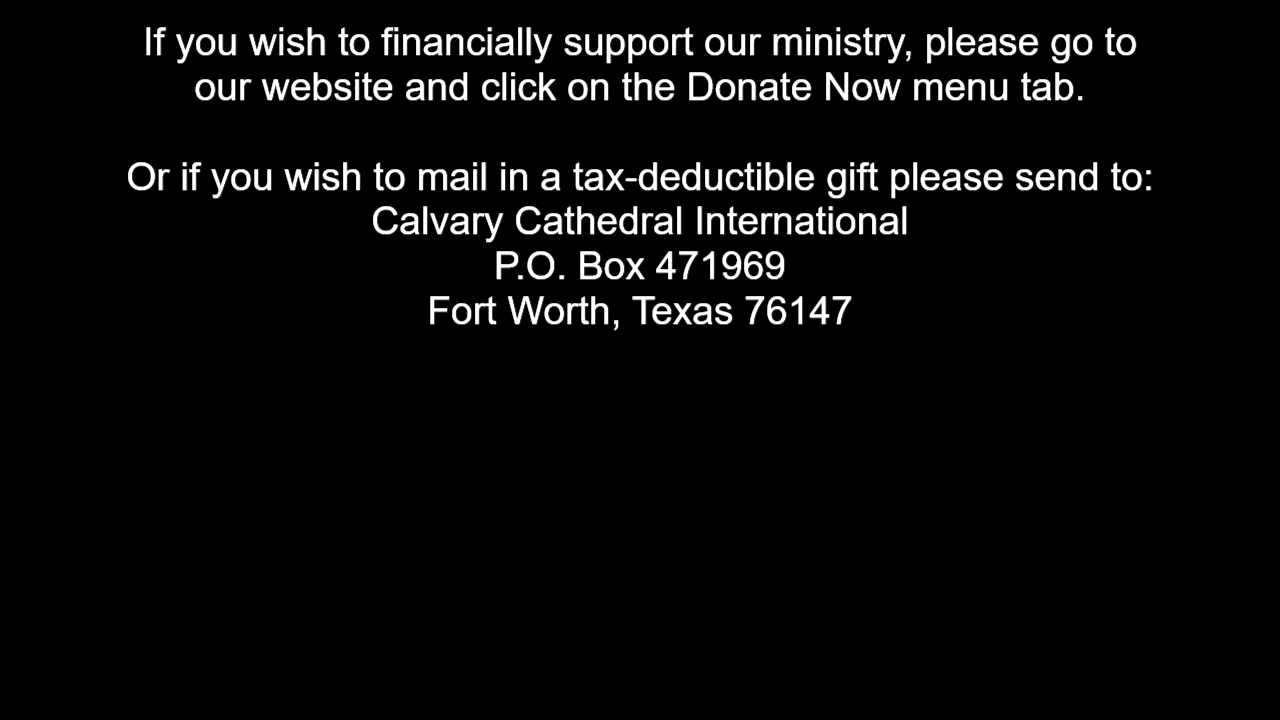 If you wish to financially support our ministry, please go to
our website and click on the Donate Now menu tab.
Or if you wish to mail in a tax-deductible gift please send to:
Calvary Cathedral International
P.O. Box 471969
Fort Worth, Texas 76147